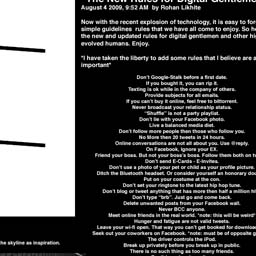 The New Rules for Digital Gentlemen
August 4 2009, 9:52 AM by Rohan Likhite
Now with the recent explosion of technology, it is easy to for
simple guidelines rules that we have all come to enjoy. So he
the new and updated rules for digital gentlemen and other hig
evolved humans. Enjoy.
*I have taken the liberty to add some rules that I believe are a
important*
Don't Google-Stalk before a first date.
If you bought it, you can rip it.
Texting is ok while in the company of others.
Provide subjects for all emails.
If you can't buy it online, feel free to bittorrent.
Never broadcast your relationship status.
"Shuffle" is not a party playlist.
Don't lie with your Facebook photo.
Live a balanced media diet.
Don't follow more people than those who follow you.
No More then 20 tweets in 24 hours.
Online conversations are not all about you. Use @reply.
On Facebook, Ignore your EX.
Friend your boss. But not your boss's boss. Follow them both on t
Don't send E-Cards - E-invites.
Don't use a photo of your pet or child as your profile picture.
Ditch the Bluetooth headset. Or consider yourself an honorary dou
Put on your costume at the con.
Don't set your ringtone to the latest hip hop tune.
Don't blog or tweet anything that has more then half a million hi
Don't type "brb". Just go and come back.
Delete unwanted posts from your Facebook wall.
Never BCC anyone.
Meet online friends in the real world. *note: this will be weird*
Hunger and fatigue are not valid tweets.
Leave your wi-fi open. That way you can't get booked for downloa
Seek out your coworkers on Facebook. *note: must be of opposite g
The driver controls the iPod.
Break up privately before you break up in public.
There is no such thing as too many friends.
the skyline as inspiration.